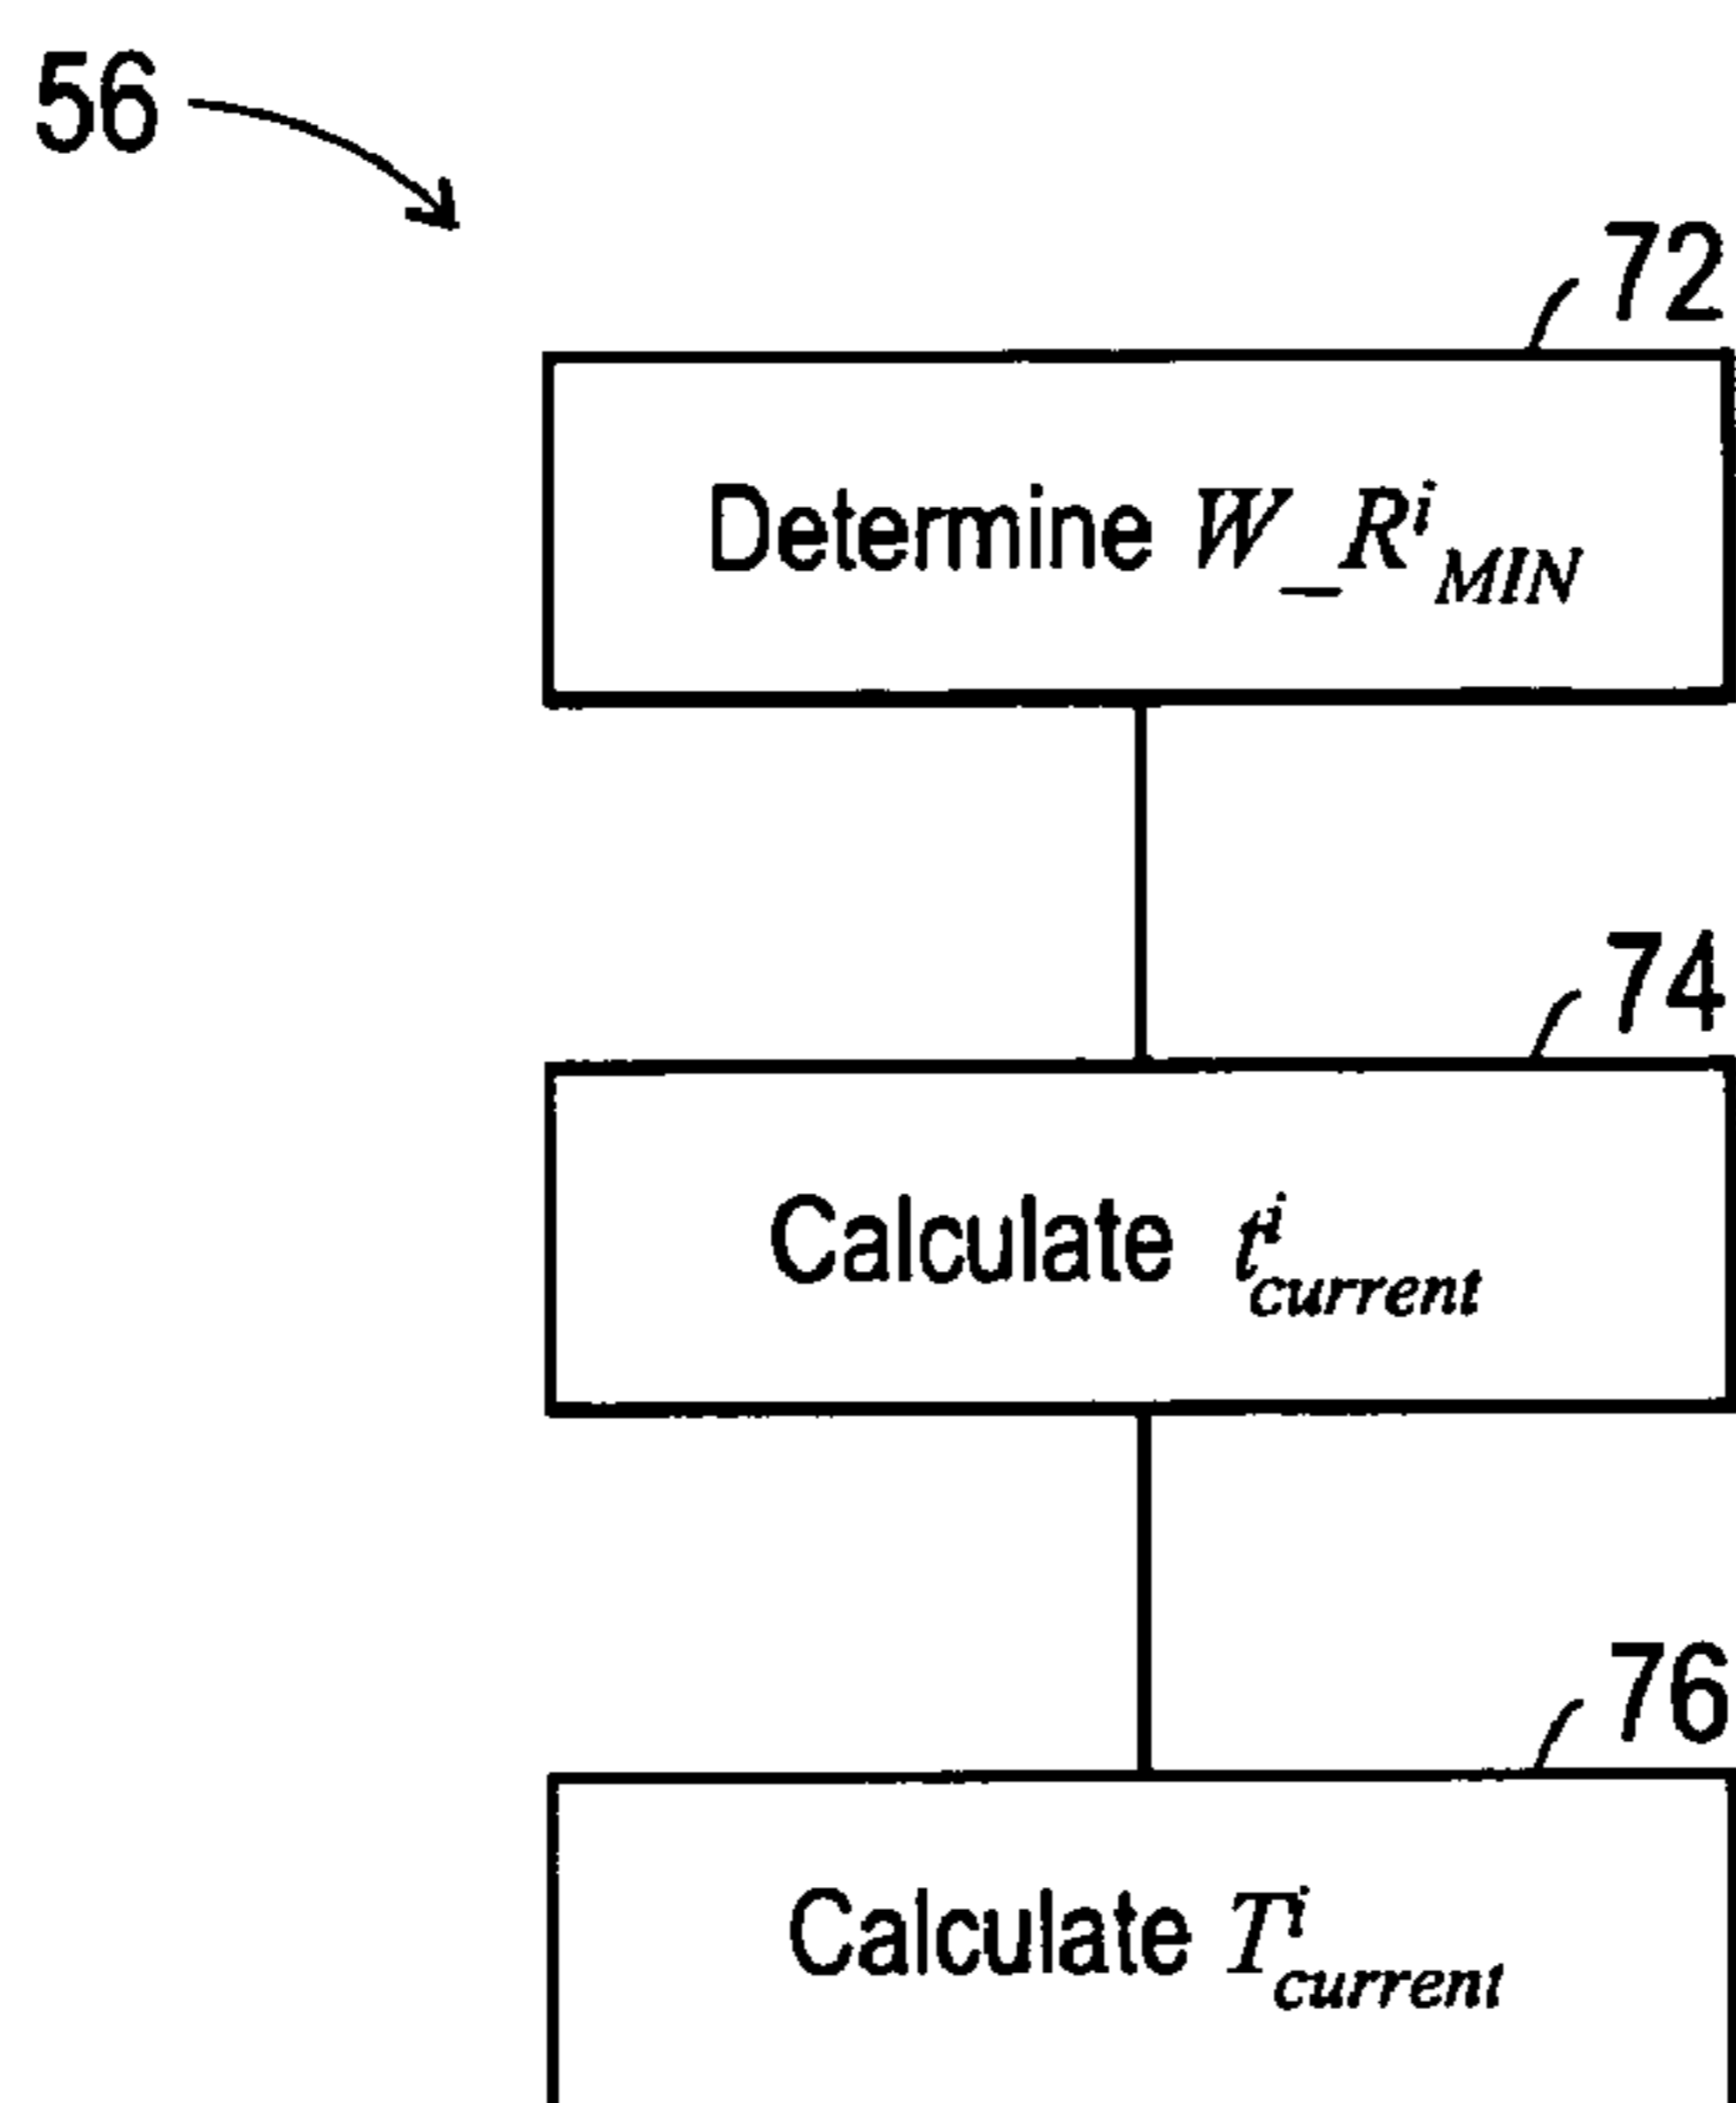 56
72
Determine W_R^i_MIN
74
Calculate t^i_current
76
Calculate T^i_current